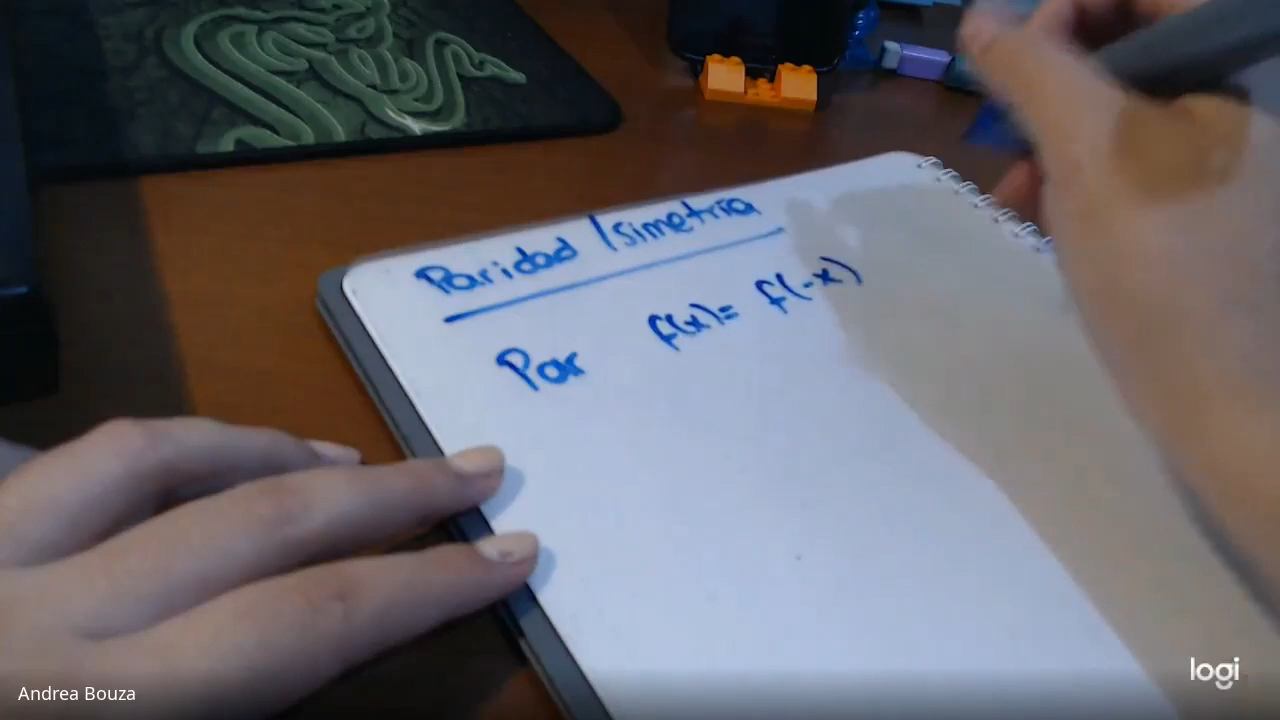 Paridad / simetría
Par f(x)= f(-x)
logi
Andrea Bouza